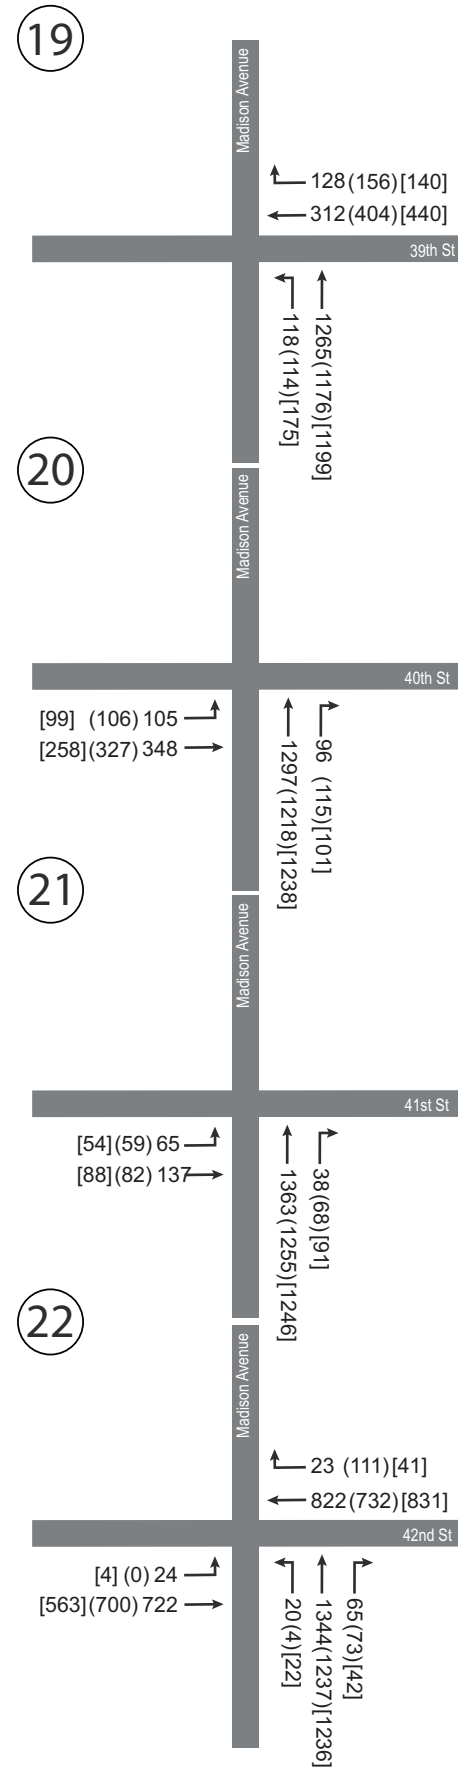 19
Madison Avenue
128 (156) [140]
312 (404) [440]
39th St
118 (114) [175]
1265 (1176) [1199]
20
Madison Avenue
40th St
[99] (106) 105
[258] (327) 348
1297 (1218) [1238]
96 (115) [101]
21
Madison Avenue
41st St
[54] (59) 65
[88] (82) 137
1363 (1255) [1246]
38 (68) [91]
22
Madison Avenue
23 (111) [41]
822 (732) [831]
42nd St
[4] (0) 24
[563] (700) 722
20 (4) [22]
1344 (1237) [1236]
65 (73) [42]